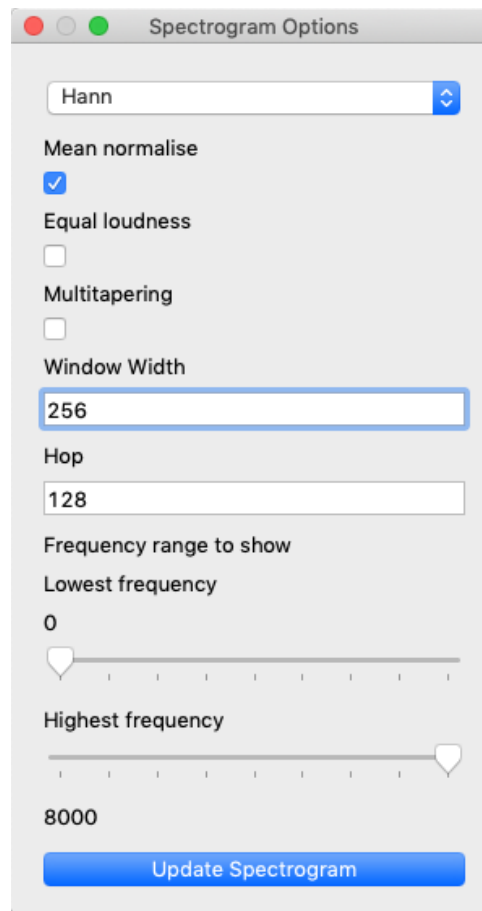 Spectrogram Options
Hann
Mean normalise
Equal loudness
Multitapering
Window Width
256
Hop
128
Frequency range to show
Lowest frequency
0
Highest frequency
8000
Update Spectrogram